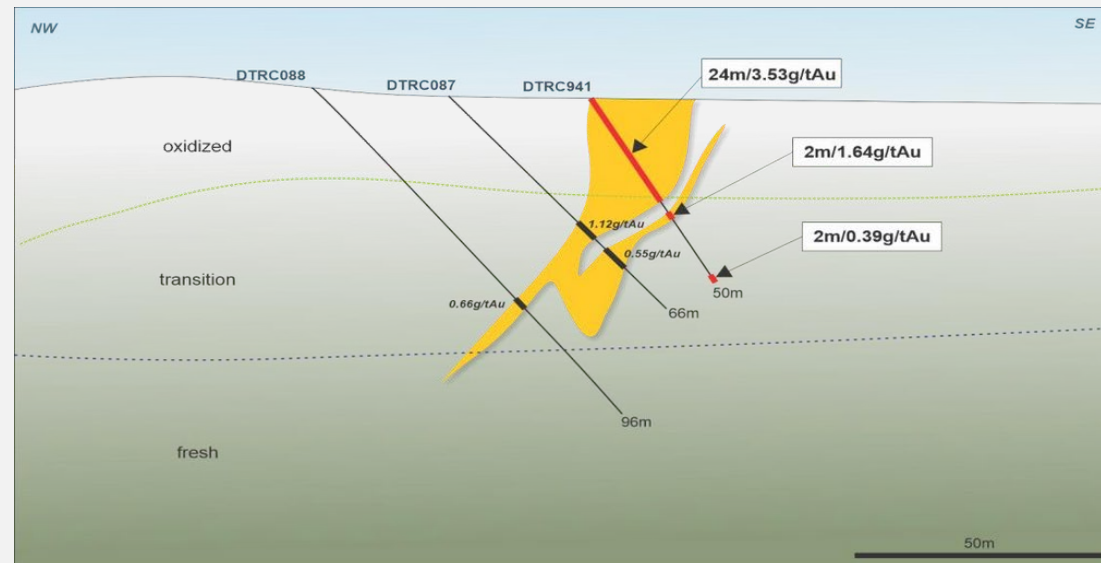 NW
SE
DTRC088
DTRC087
DTRC941
24m/3.53g/tAu
oxidized
2m/1.64g/tAu
1.12g/tAu
2m/0.39g/tAu
0.55g/tAu
transition
50m
0.66g/tAu
66m
96m
fresh
50m